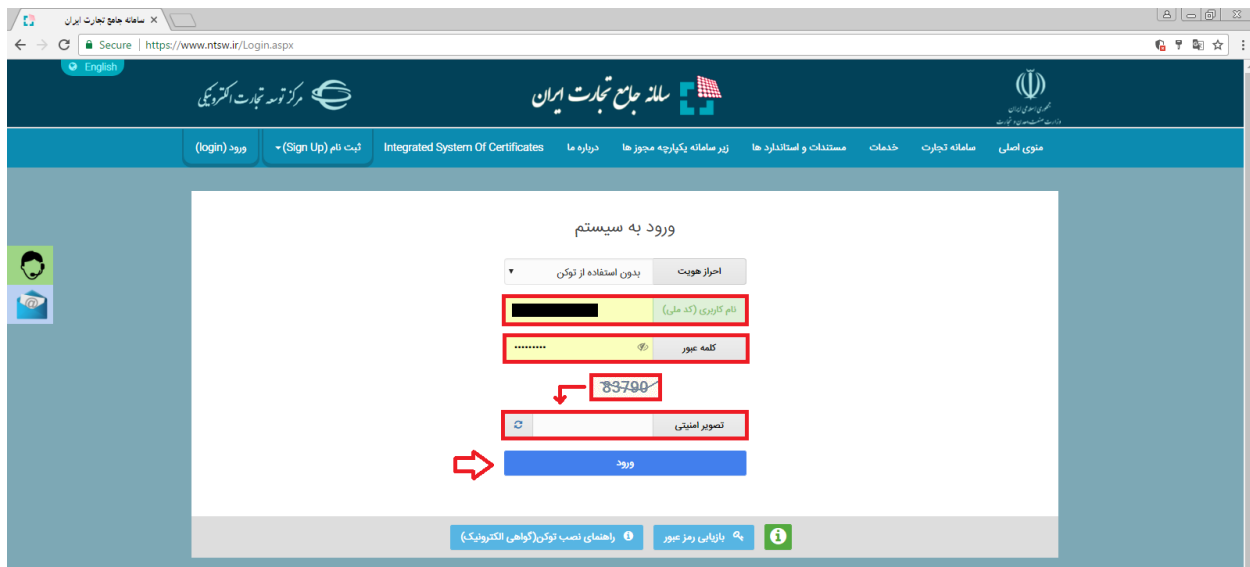 سامانه جامع تجارت ایران
Secure | https://www.ntsw.ir/Login.aspx
English
مرکز توسعه تجارت الکترونیکی
سامانه جامع تجارت ایران
منوی اصلی
سامانه تجارت
خدمات
مستندات و استاندارد ها
زیر سامانه یکپارچه مجوز ها
درباره ما
Integrated System Of Certificates
ثبت نام (Sign Up)
ورود (login)
ورود به سیستم
احراز هویت بدون استفاده از توکن
نام کاربری (کد ملی)
کلمه عبور •••••••••
83790
تصویر امنیتی
ورود
بازیابی رمز عبور
راهنمای نصب توکن(گواهی الکترونیک)